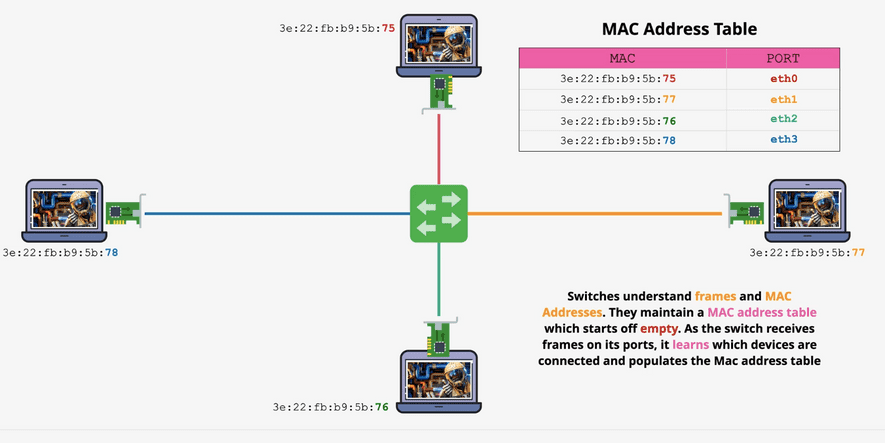 3e:22:fb:b9:5b:75
MAC Address Table
MAC PORT
3e:22:fb:b9:5b:75 eth0
3e:22:fb:b9:5b:77 eth1
3e:22:fb:b9:5b:76 eth2
3e:22:fb:b9:5b:78 eth3
3e:22:fb:b9:5b:78
3e:22:fb:b9:5b:77
Switches understand frames and MAC
Addresses. They maintain a MAC address table
which starts off empty. As the switch receives
frames on its ports, it learns which devices are
connected and populates the Mac address table
3e:22:fb:b9:5b:76